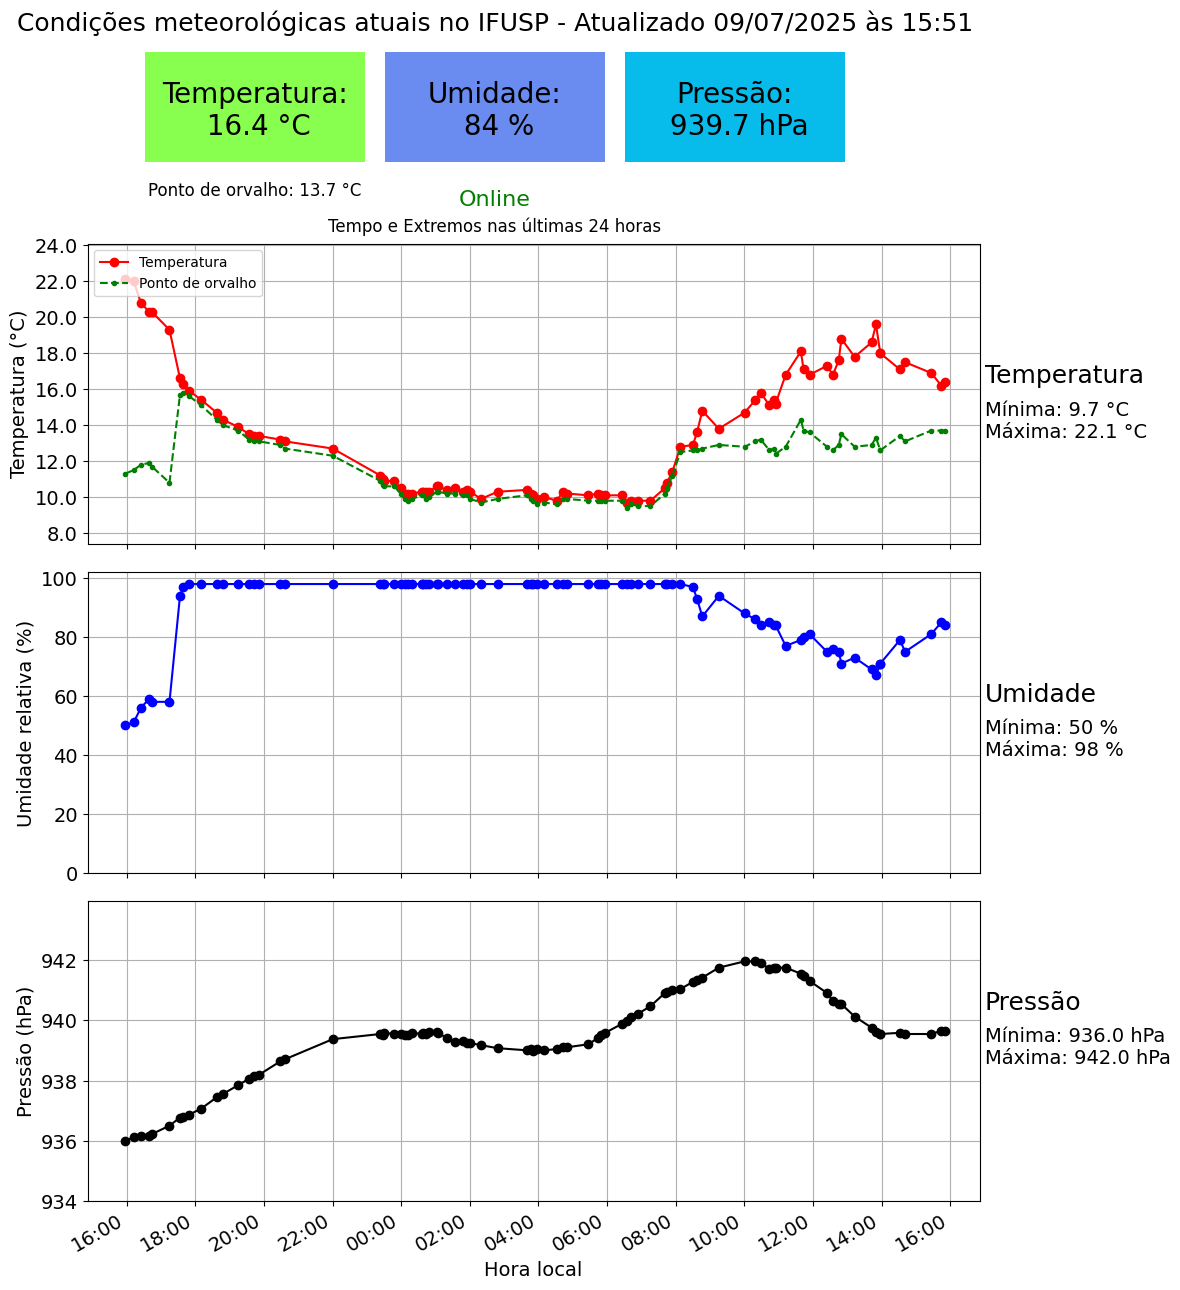 Condições meteorológicas atuais no IFUSP - Atualizado 09/07/2025 às 15:51
Temperatura:
16.4 °C
Umidade:
84 %
Pressão:
939.7 hPa
Ponto de orvalho: 13.7 °C
Online
Tempo e Extremos nas últimas 24 horas
Temperatura
Ponto de orvalho
Temperatura (°C)
24.0
22.0
20.0
18.0
16.0
14.0
12.0
10.0
8.0
Temperatura
Mínima: 9.7 °C
Máxima: 22.1 °C
Umidade relativa (%)
100
80
60
40
20
0
Umidade
Mínima: 50 %
Máxima: 98 %
Pressão (hPa)
942
940
938
936
934
Pressão
Mínima: 936.0 hPa
Máxima: 942.0 hPa
16:00 18:00 20:00 22:00 00:00 02:00 04:00 06:00 08:00 10:00 12:00 14:00 16:00
Hora local